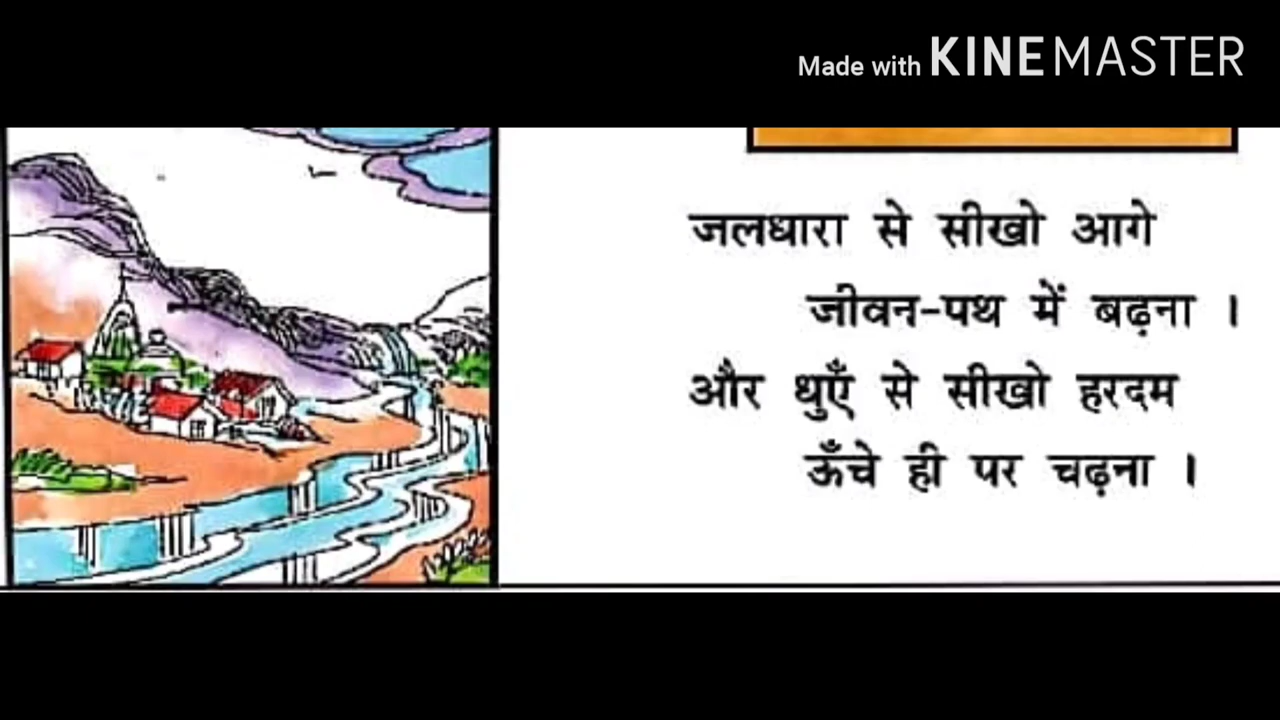 Made with KINEMASTER
जलधारा से सीखो आगे
जीवन-पथ में बढ़ना ।
और धुएँ से सीखो हरदम
ऊँचे ही पर चढ़ना ।